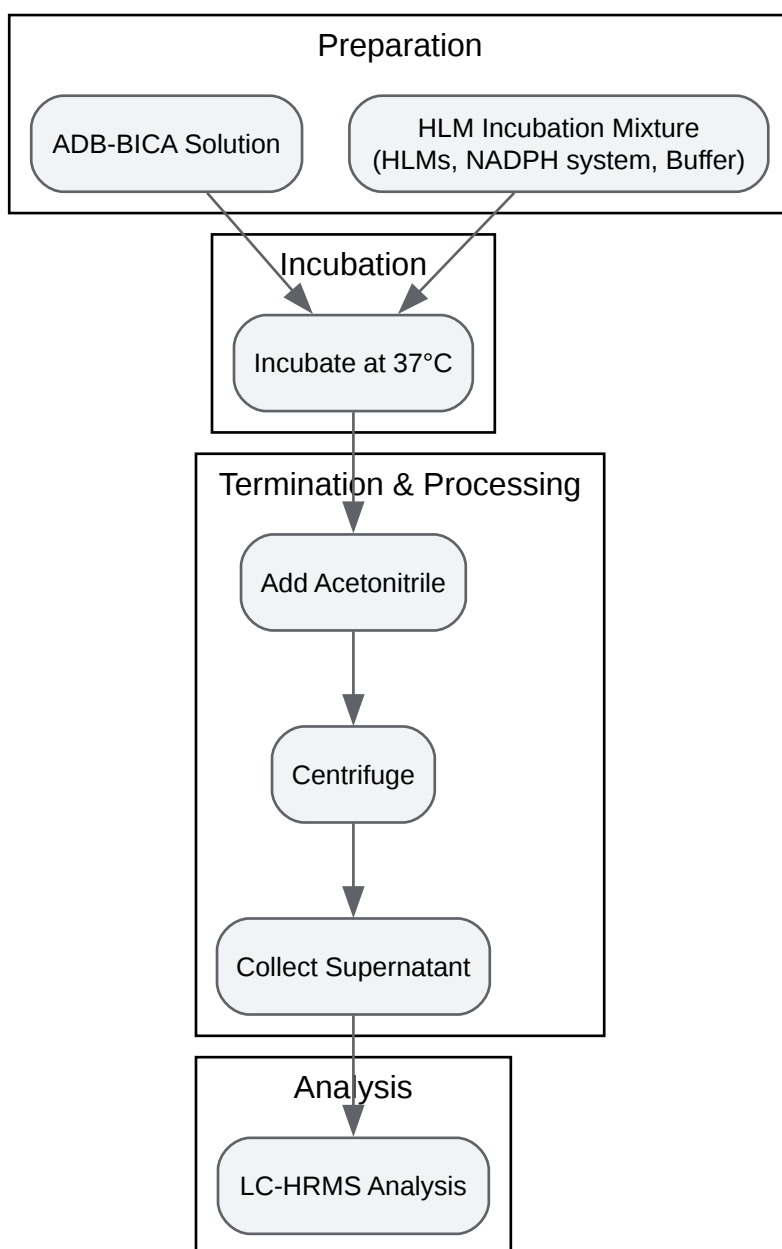 Preparation
ADB-BICA Solution
HLM Incubation Mixture
(HLMs, NADPH system, Buffer)
Incubation
Incubate at 37°C
Termination & Processing
Add Acetonitrile
Centrifuge
Collect Supernatant
Analysis
LC-HRMS Analysis